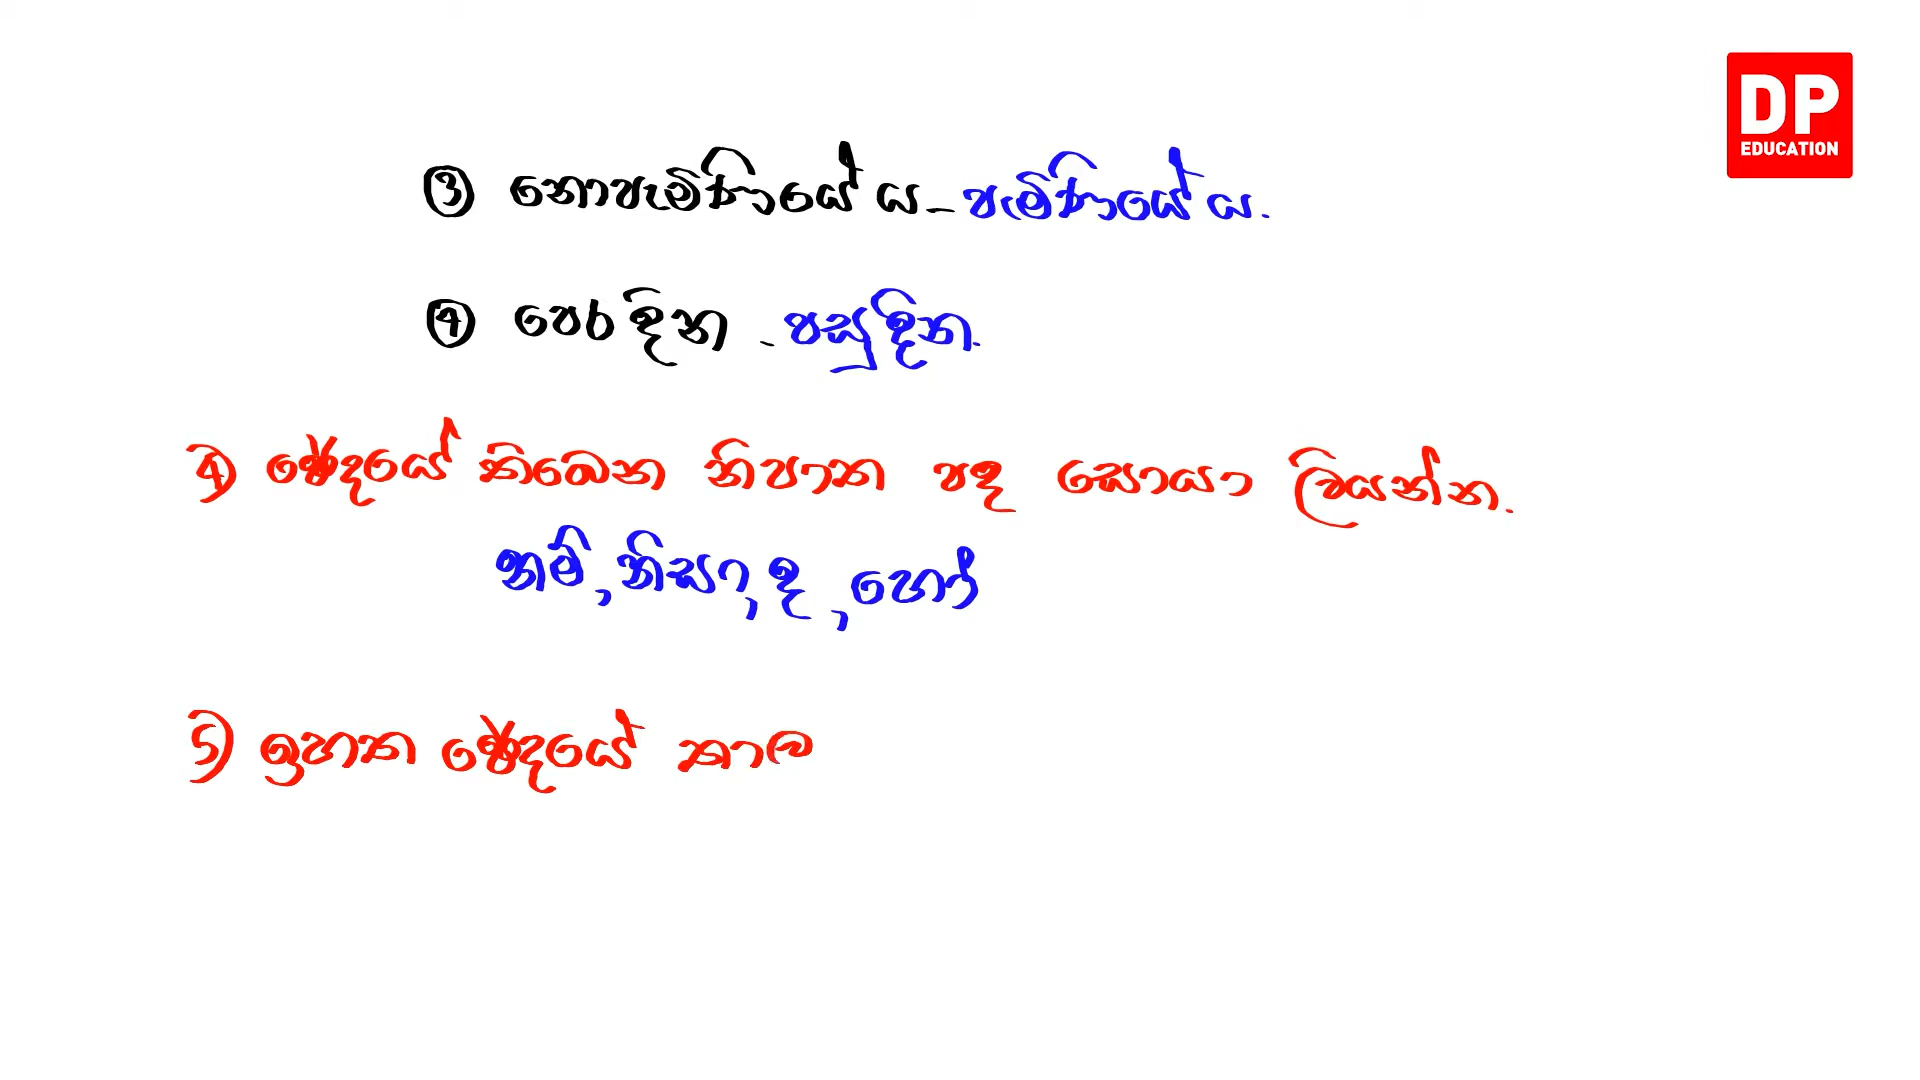 DP
EDUCATION
③ නොපැමිණියේ ය - පැමිණියේ ය.
④ පෙර දින - පසු දින.
4) ඡේදයේ තිබෙන නිපාත පද සොයා ලියන්න.
නම්, නිසා, ද, හෝ
5) ඉහත ඡේදයේ කාල